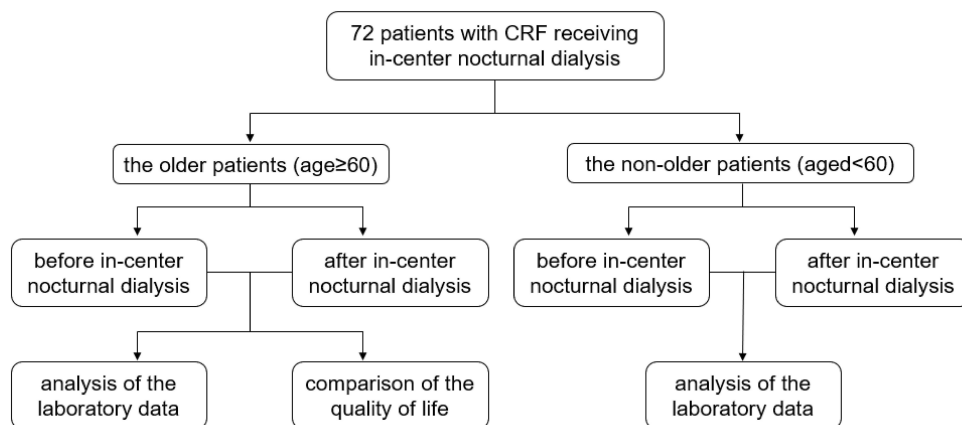 72 patients with CRF receiving
in-center nocturnal dialysis
the older patients (age≥60)
the non-older patients (aged<60)
before in-center
nocturnal dialysis
after in-center
nocturnal dialysis
before in-center
nocturnal dialysis
after in-center
nocturnal dialysis
analysis of the
laboratory data
comparison of the
quality of life
analysis of the
laboratory data